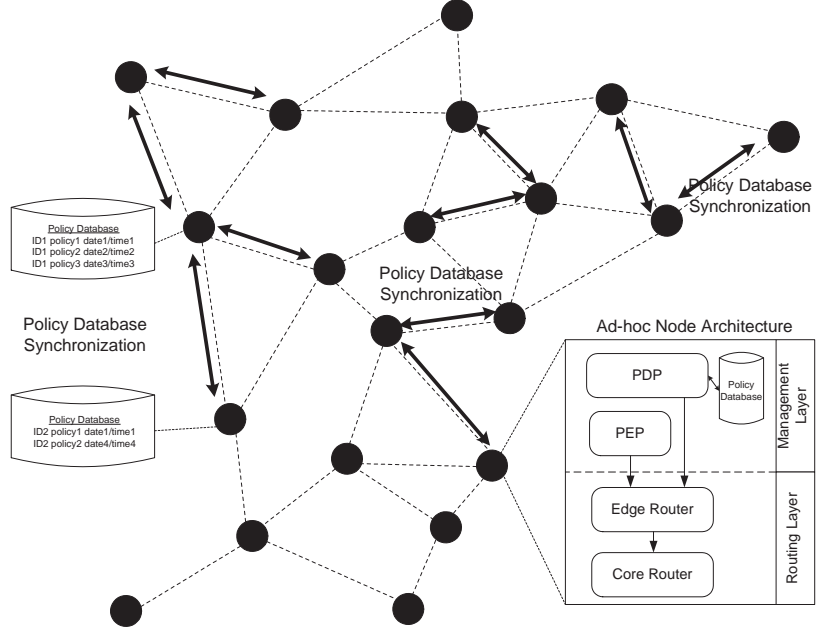 Policy Database
Synchronization
Policy Database
ID1 policy1 date1/time1
ID1 policy2 date2/time2
ID1 policy3 date3/time3
Policy Database
Synchronization
Policy Database
Synchronization
Policy Database
ID2 policy1 date1/time1
ID2 policy2 date4/time4
Ad-hoc Node Architecture
PDP
Policy
Database
PEP
Management
Layer
Edge Router
Core Router
Routing Layer